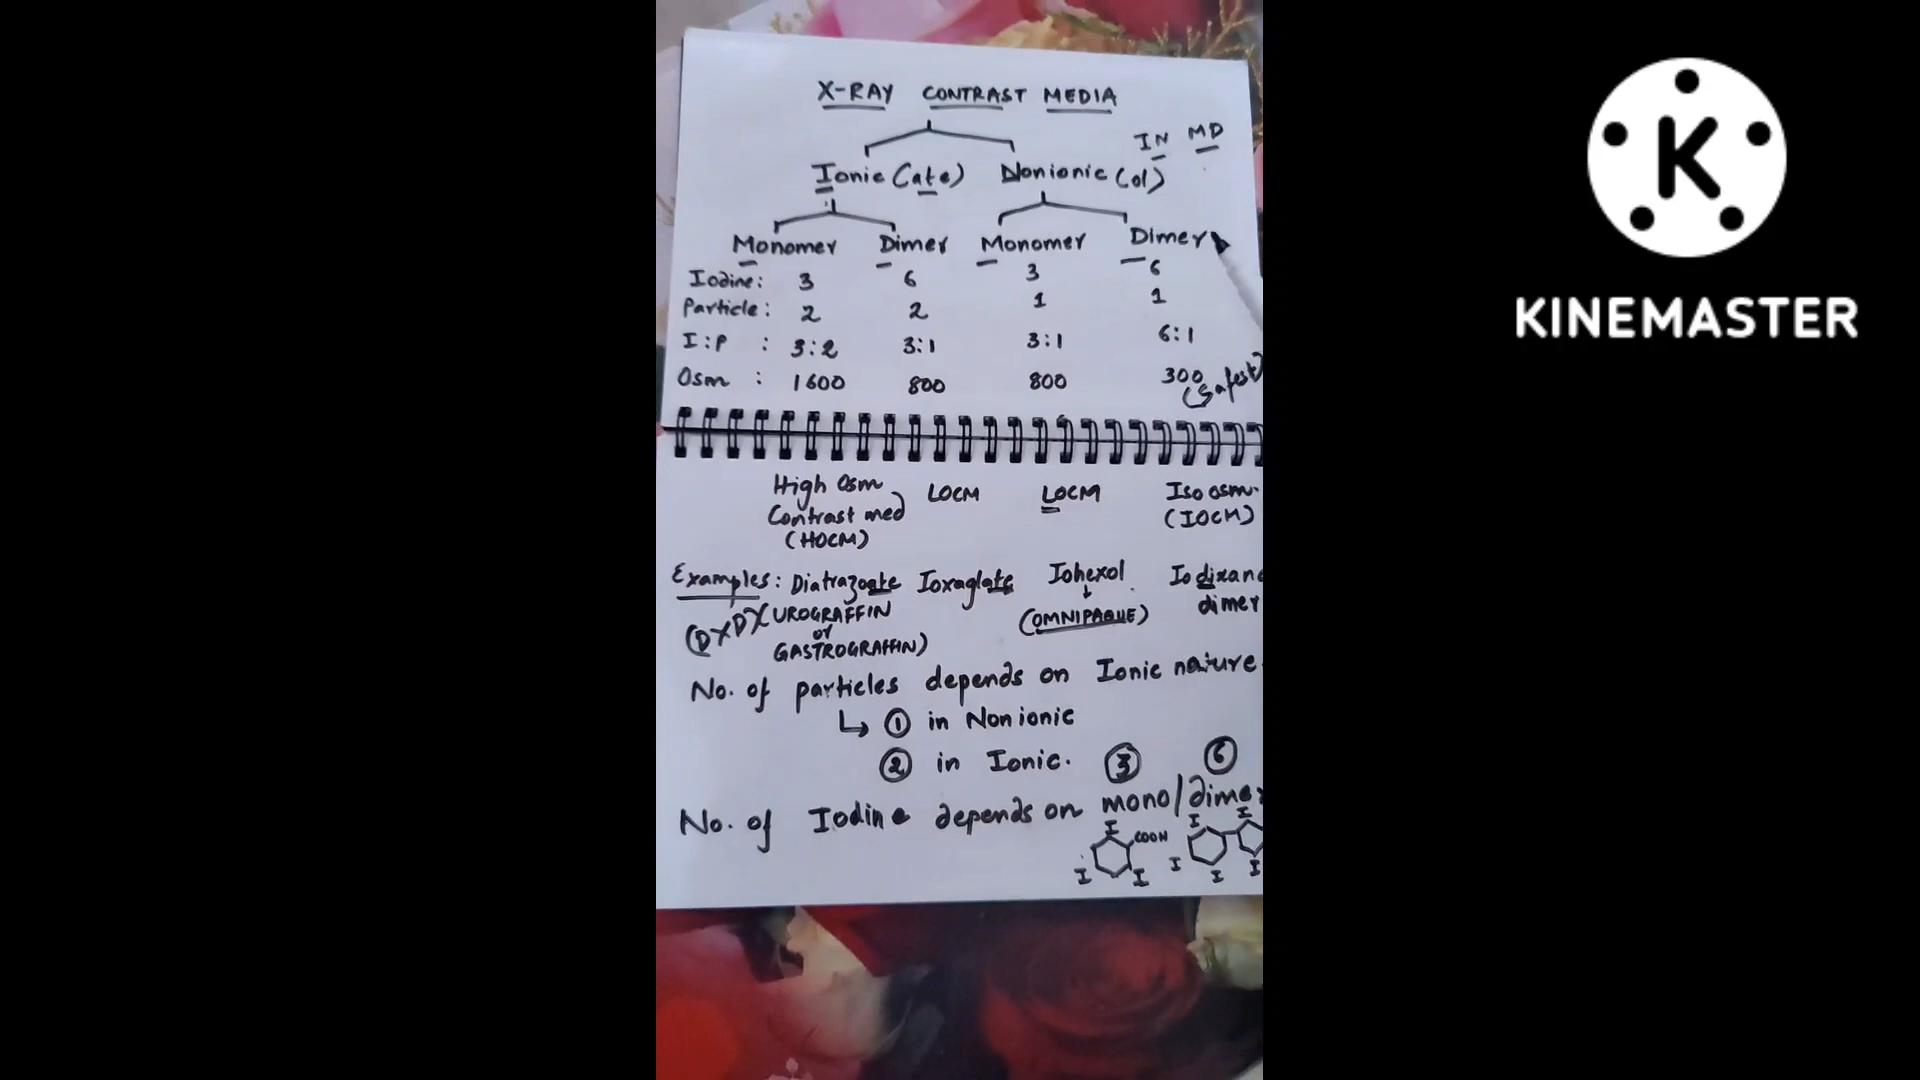 X-RAY CONTRAST MEDIA
IN MD
Ionic (ate) Nonionic (ol)
Monomer Dimer Monomer Dimer
Iodine: 3 6 3 6
Particle: 2 2 1 1
I:P : 3:2 3:1 3:1 6:1
Osm : 1600 800 800 300
(Safest)
High Osm LOCM LOCM Iso osm.
Contrast med (IOCM)
(HOCM)
Examples: Diatrazoate Ioxaglate Iohexol Iodixano
(UROGRAFFIN (OMNIPAQUE) dimer
or
GASTROGRAFFIN)
No. of particles depends on Ionic nature.
↳ ① in Nonionic
② in Ionic.
③ ⑥
No. of Iodine depends on mono/dimer
I COOH I I
I I I I I
K
KINEMASTER